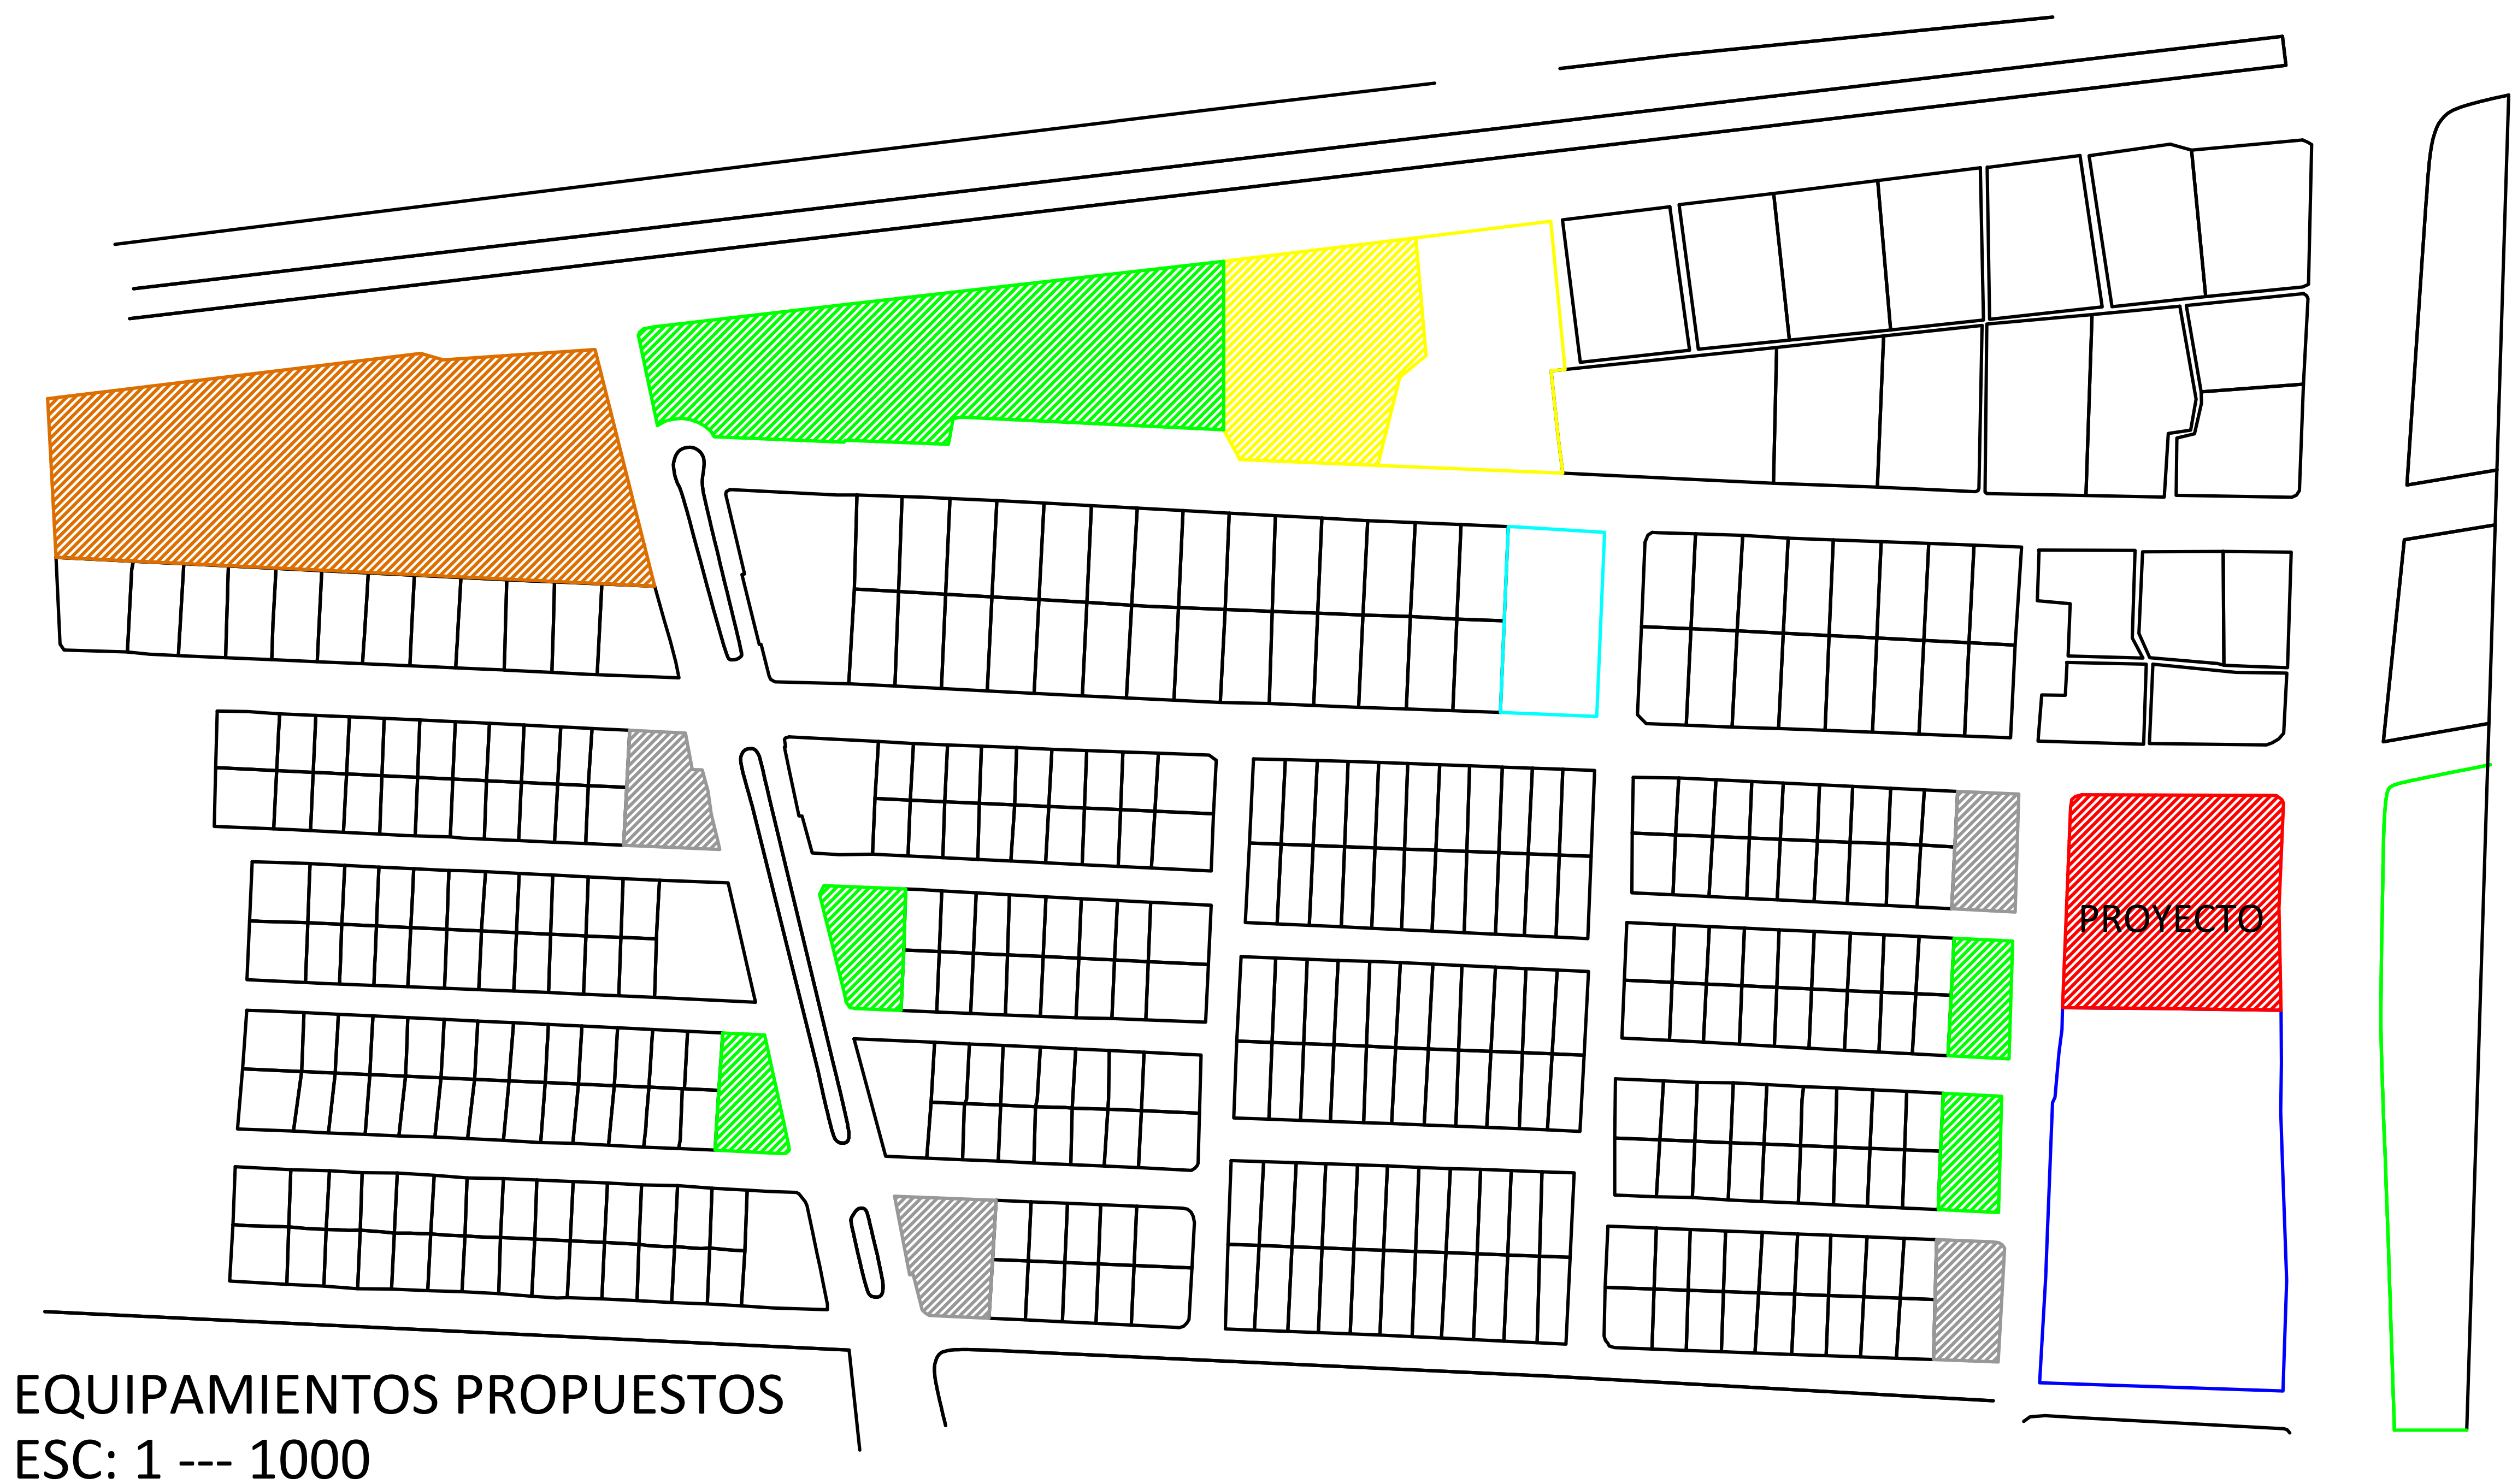 PROYECTO
EQUIPAMIENTOS PROPUESTOS
ESC: 1 --- 1000